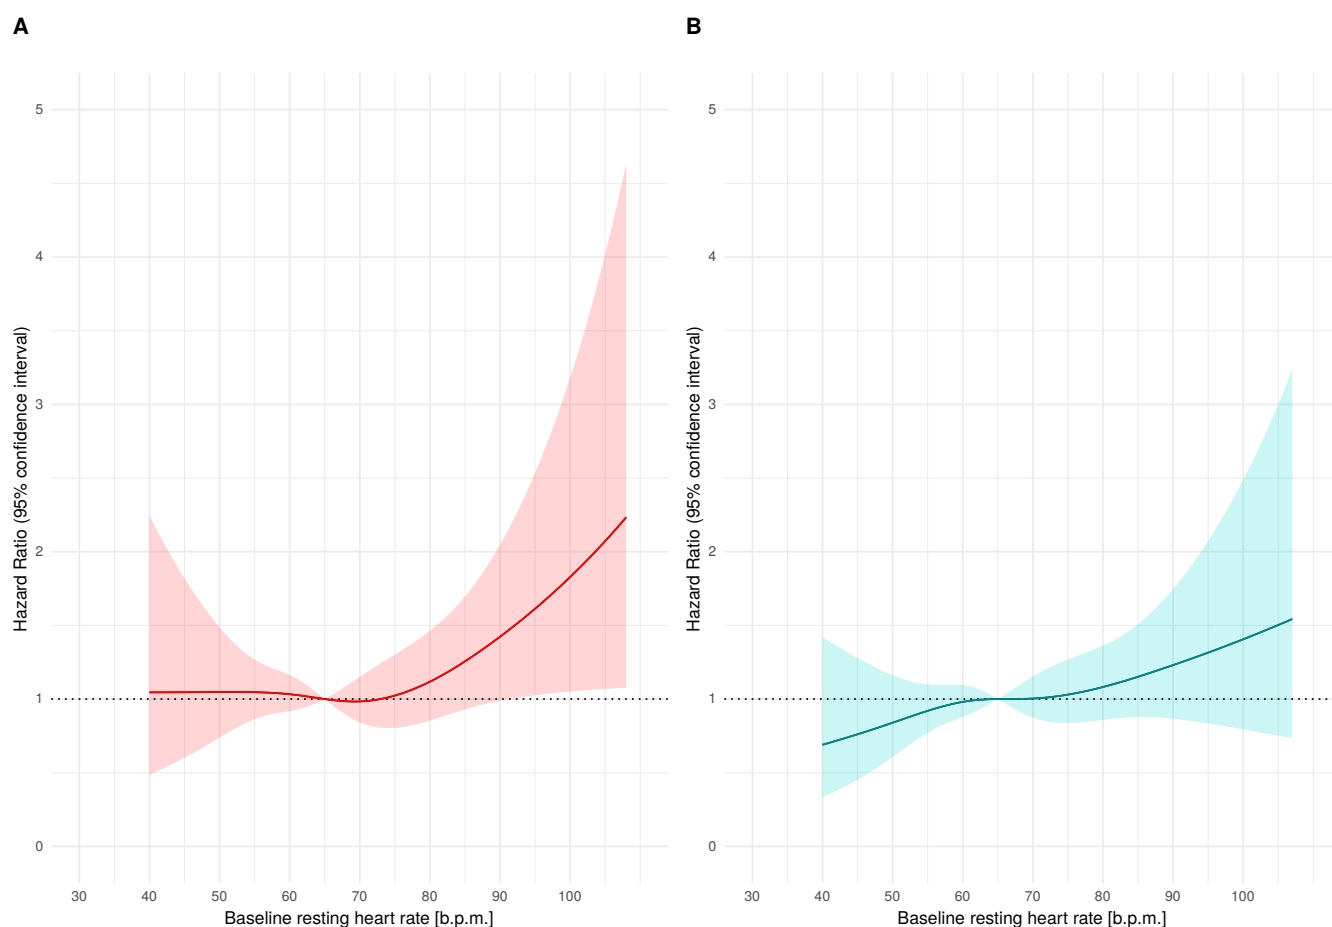 A
5
4
3
2
1
0
Hazard Ratio (95% confidence interval)
30 40 50 60 70 80 90 100
Baseline resting heart rate [b.p.m.]
B
5
4
3
2
1
0
Hazard Ratio (95% confidence interval)
30 40 50 60 70 80 90 100
Baseline resting heart rate [b.p.m.]